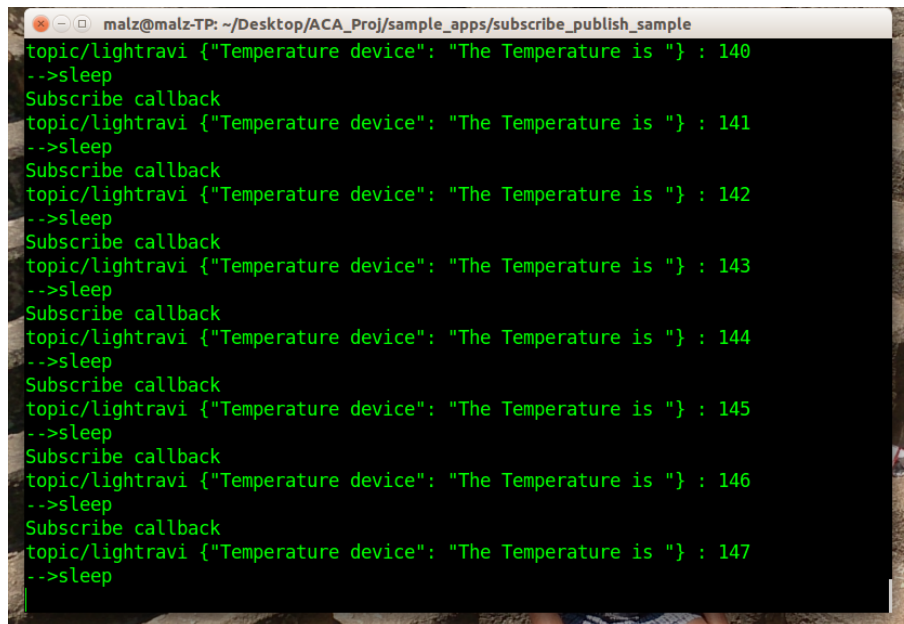 malz@malz-TP: ~/Desktop/ACA_Proj/sample_apps/subscribe_publish_sample
topic/lightravi {"Temperature device": "The Temperature is "} : 140
-->sleep
Subscribe callback
topic/lightravi {"Temperature device": "The Temperature is "} : 141
-->sleep
Subscribe callback
topic/lightravi {"Temperature device": "The Temperature is "} : 142
-->sleep
Subscribe callback
topic/lightravi {"Temperature device": "The Temperature is "} : 143
-->sleep
Subscribe callback
topic/lightravi {"Temperature device": "The Temperature is "} : 144
-->sleep
Subscribe callback
topic/lightravi {"Temperature device": "The Temperature is "} : 145
-->sleep
Subscribe callback
topic/lightravi {"Temperature device": "The Temperature is "} : 146
-->sleep
Subscribe callback
topic/lightravi {"Temperature device": "The Temperature is "} : 147
-->sleep